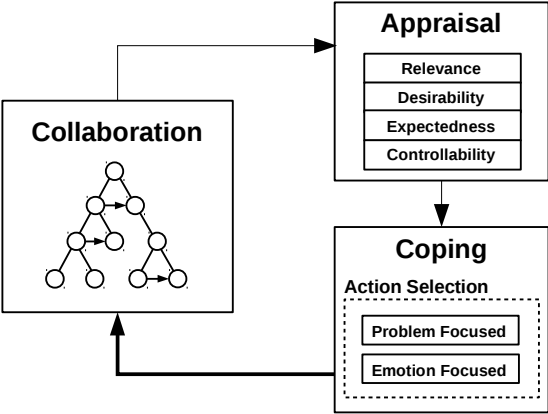 Collaboration
Appraisal
Relevance
Desirability
Expectedness
Controllability
Coping
Action Selection
Problem Focused
Emotion Focused